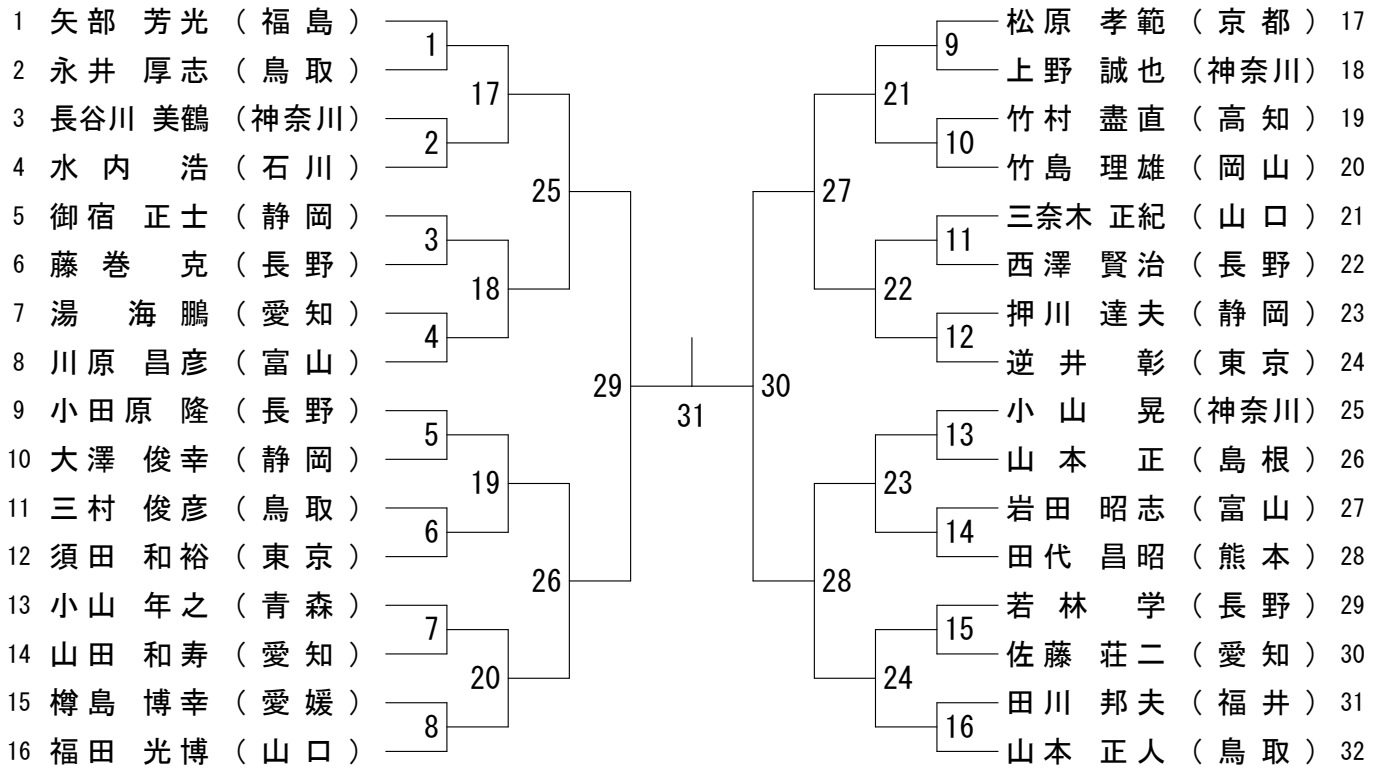 1 矢部 芳光 （ 福島 ）
2 永井 厚志 （ 鳥取 ）
3 長谷川 美鶴 （神奈川）
4 水内 浩 （ 石川 ）
5 御宿 正士 （ 静岡 ）
6 藤巻 克 （ 長野 ）
7 湯 海鵬 （ 愛知 ）
8 川原 昌彦 （ 富山 ）
9 小田原 隆 （ 長野 ）
10 大澤 俊幸 （ 静岡 ）
11 三村 俊彦 （ 鳥取 ）
12 須田 和裕 （ 東京 ）
13 小山 年之 （ 青森 ）
14 山田 和寿 （ 愛知 ）
15 樽島 博幸 （ 愛媛 ）
16 福田 光博 （ 山口 ）
1
2
3
4
5
6
7
8
17
18
19
20
25
26
29
31
30
27
28
21
22
23
24
9
10
11
12
13
14
15
16
松原 孝範 （ 京都 ） 17
上野 誠也 （神奈川） 18
竹村 盡直 （ 高知 ） 19
竹島 理雄 （ 岡山 ） 20
三奈木 正紀 （ 山口 ） 21
西澤 賢治 （ 長野 ） 22
押川 達夫 （ 静岡 ） 23
逆井 彰 （ 東京 ） 24
小山 晃 （神奈川） 25
山本 正 （ 島根 ） 26
岩田 昭志 （ 富山 ） 27
田代 昌昭 （ 熊本 ） 28
若林 学 （ 長野 ） 29
佐藤 荘二 （ 愛知 ） 30
田川 邦夫 （ 福井 ） 31
山本 正人 （ 鳥取 ） 32